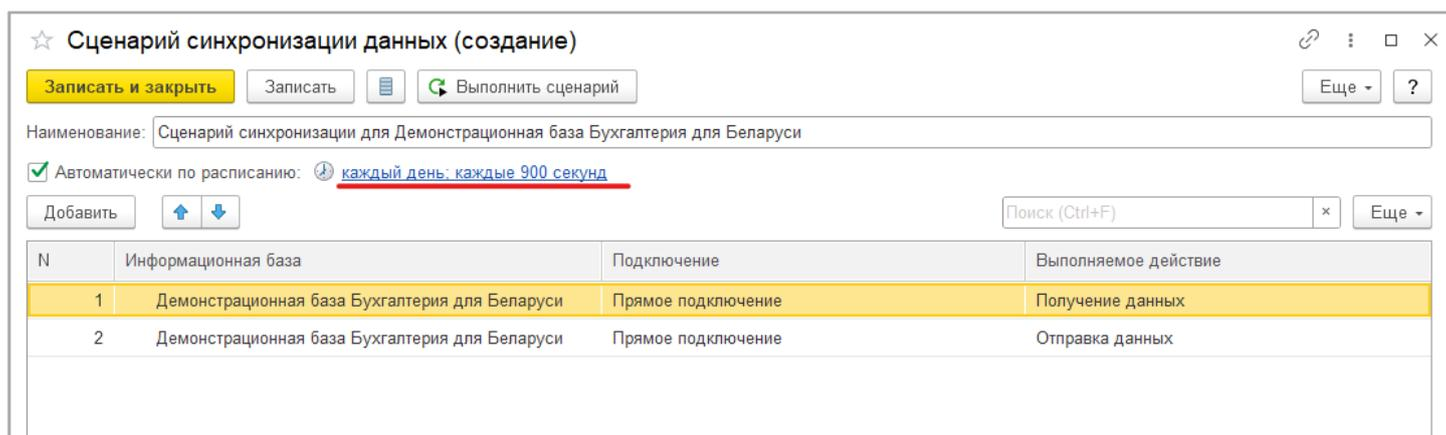 Сценарий синхронизации данных (создание)
Записать и закрыть Записать Выполнить сценарий Еще ?
Наименование: Сценарий синхронизации для Демонстрационная база Бухгалтерия для Беларуси
Автоматически по расписанию: каждый день; каждые 900 секунд
Добавить Поиск (Ctrl+F) × Еще
N Информационная база Подключение Выполняемое действие
1 Демонстрационная база Бухгалтерия для Беларуси Прямое подключение Получение данных
2 Демонстрационная база Бухгалтерия для Беларуси Прямое подключение Отправка данных